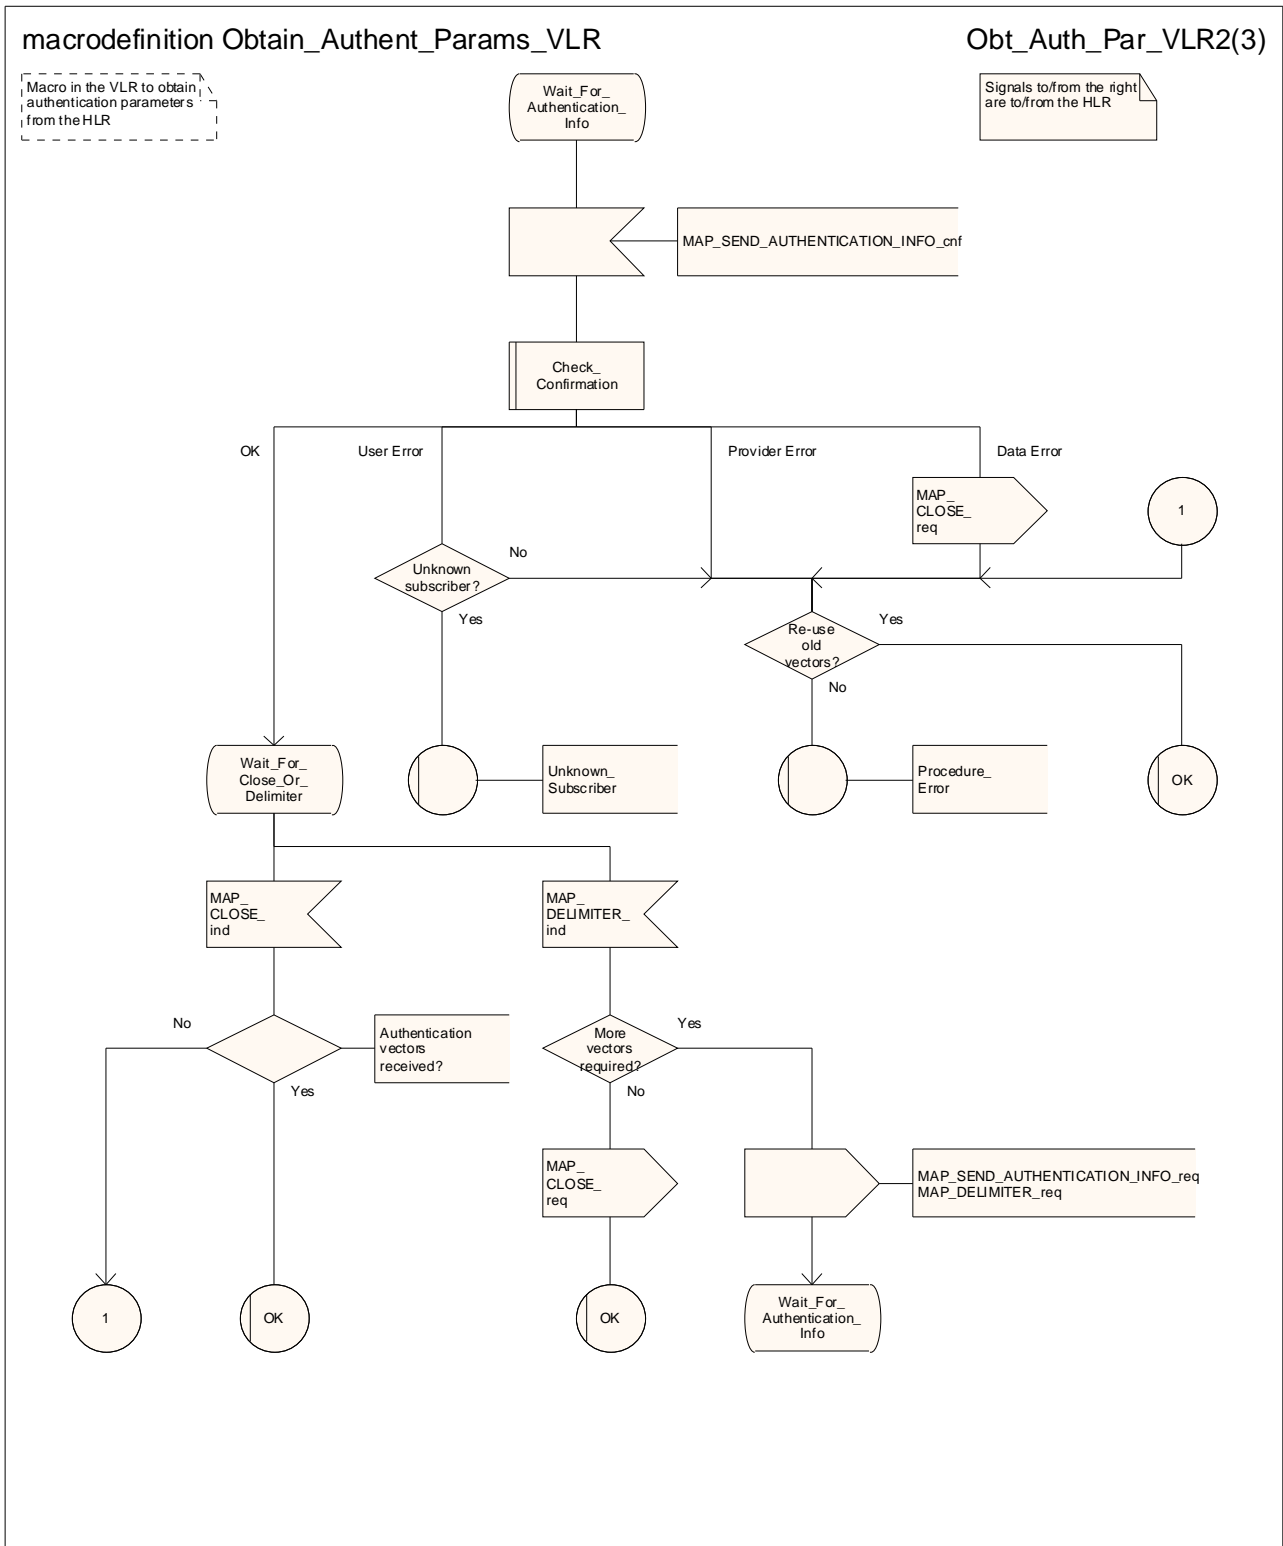 macrodefinition Obtain_Authent_Params_VLR
Obt_Auth_Par_VLR2(3)
Macro in the VLR to obtain
authentication parameters
from the HLR
Wait_For_
Authentication_
Info
Signals to/from the right
are to/from the HLR
MAP_SEND_AUTHENTICATION_INFO_cnf
Check_
Confirmation
OK
User Error
Provider Error
Data Error
MAP_
CLOSE_
req
1
Unknown
subscriber?
No
Yes
Re-use
old
vectors?
Yes
No
Wait_For_
Close_Or_
Delimiter
Unknown_
Subscriber
Procedure_
Error
OK
MAP_
CLOSE_
ind
MAP_
DELIMITER_
ind
No
Authentication
vectors
received?
Yes
More
vectors
required?
Yes
No
MAP_
CLOSE_
req
MAP_SEND_AUTHENTICATION_INFO_req
MAP_DELIMITER_req
1
OK
OK
Wait_For_
Authentication_
Info